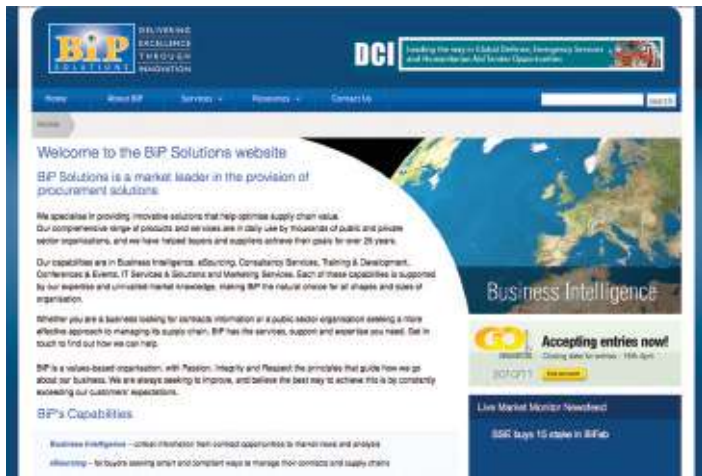 BiP
SOLUTIONS
DELIVERING
EXCELLENCE
THROUGH
INNOVATION
DCI
Leading the way in Global Defence, Emergency Services
and Humanitarian Aid Tender Opportunities
Home About BiP Services Resources Contact Us
Search
Home
Welcome to the BiP Solutions website
BiP Solutions is a market leader in the provision of
procurement solutions
We specialise in providing innovative solutions that help optimise supply chain value.
Our comprehensive range of products and services are in daily use by thousands of public and private
sector organisations, and we have helped buyers and suppliers achieve their goals for over 25 years.
Our capabilities are in Business Intelligence, eSourcing, Consultancy Services, Training & Development,
Conferences & Events, IT Services & Solutions and Marketing Services. Each of these capabilities is supported
by our expertise and unrivalled market knowledge, making BiP the natural choice for all shapes and sizes of
organisation.
Whether you are a business looking for contracts information or a public sector organisation seeking a more
effective approach to managing its supply chain, BiP has the services, support and expertise you need. Get in
touch to find out how we can help.
BiP is a values-based organisation, with Passion, Integrity and Respect the principles that guide how we go
about our business. We are always seeking to improve, and believe the best way to achieve this is by constantly
exceeding our customers' expectations.
BiP's Capabilities
Business Intelligence – critical information from contract opportunities to market news and analysis
eSourcing – for buyers seeking smart and compliant ways to manage their contracts and supply chains
Business Intelligence
GO
AWARDS
Accepting entries now!
Closing date for entries
Live Market Monitor Newsfeed
SSE buys 15 stake in BiFab